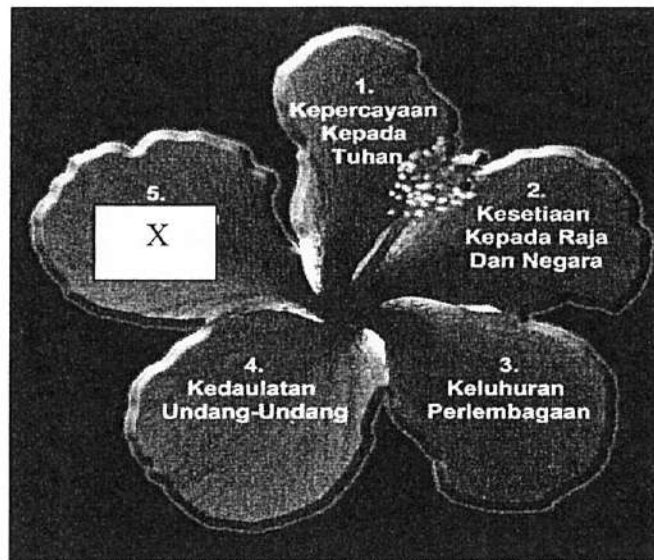 1.
Kepercayaan
Kepada
Tuhan
2.
Kesetiaan
Kepada Raja
Dan Negara
3.
Keluhuran
Perlembagaan
4.
Kedaulatan
Undang-Undang
5.
X